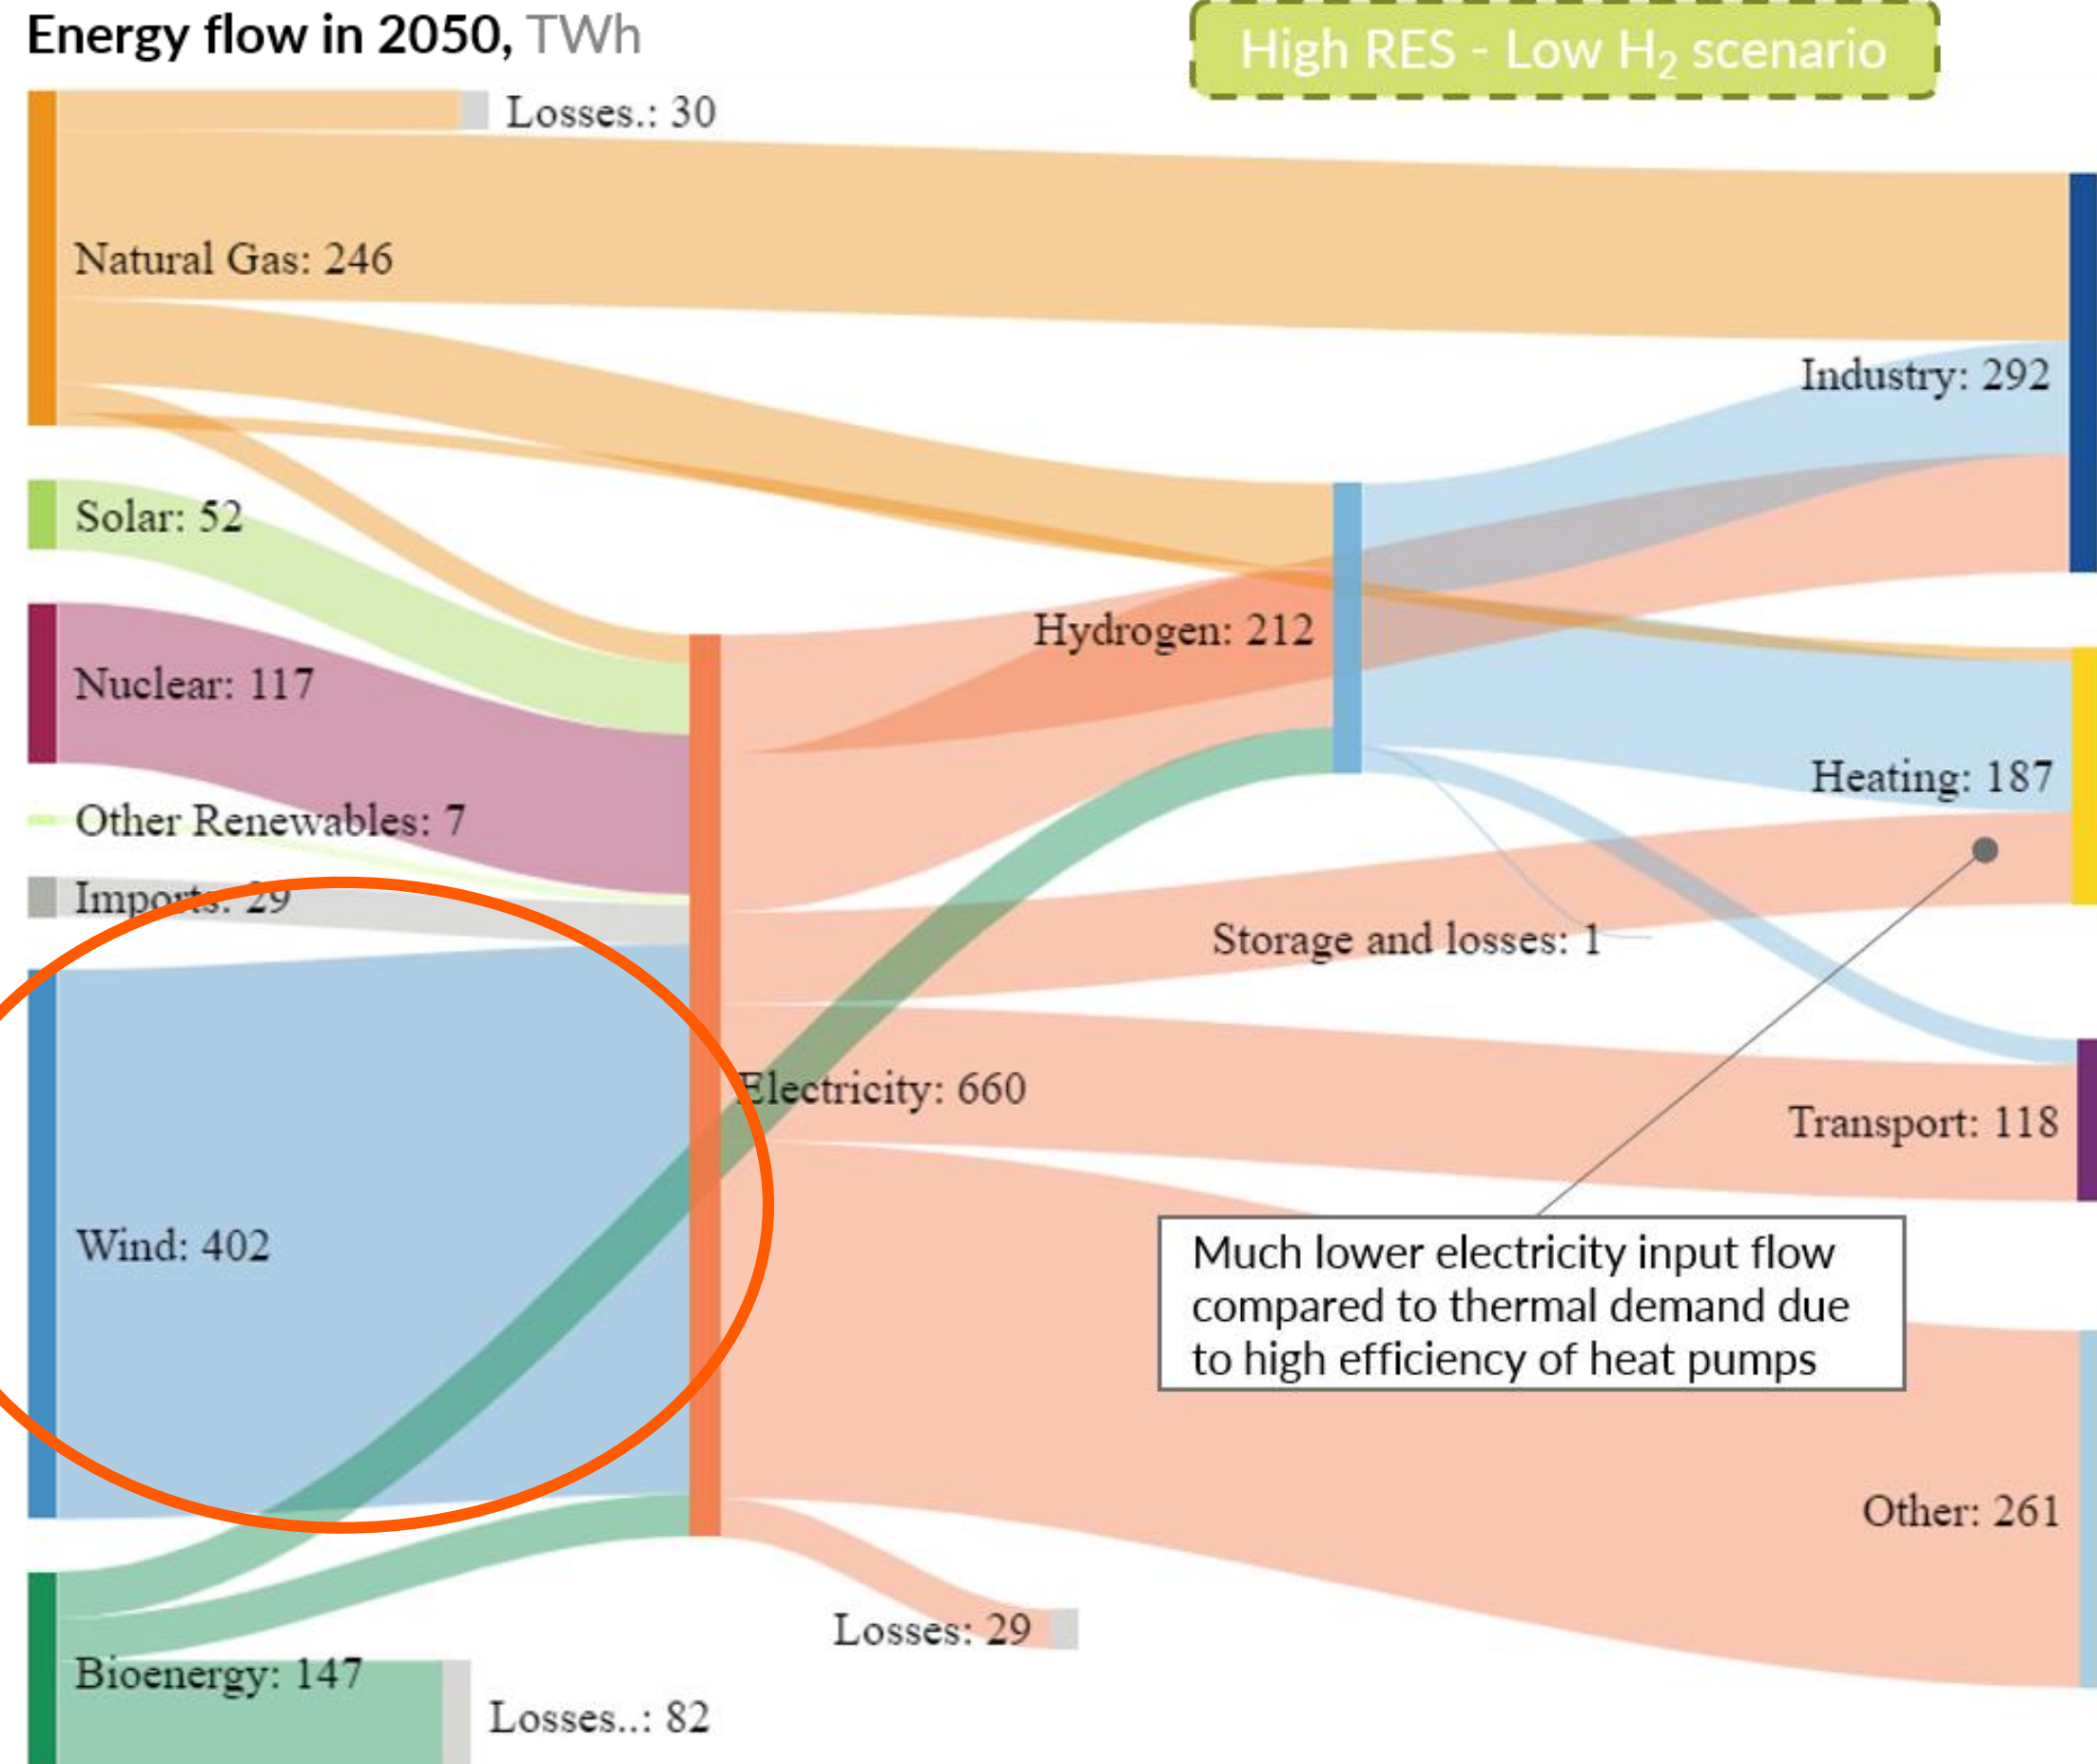 Energy flow in 2050, TWh
High RES - Low H₂ scenario
Losses.: 30
Natural Gas: 246
Industry: 292
Solar: 52
Hydrogen: 212
Nuclear: 117
Heating: 187
Other Renewables: 7
Imports: 29
Storage and losses: 1
Electricity: 660
Transport: 118
Wind: 402
Much lower electricity input flow
compared to thermal demand due
to high efficiency of heat pumps
Other: 261
Losses: 29
Bioenergy: 147
Losses..: 82